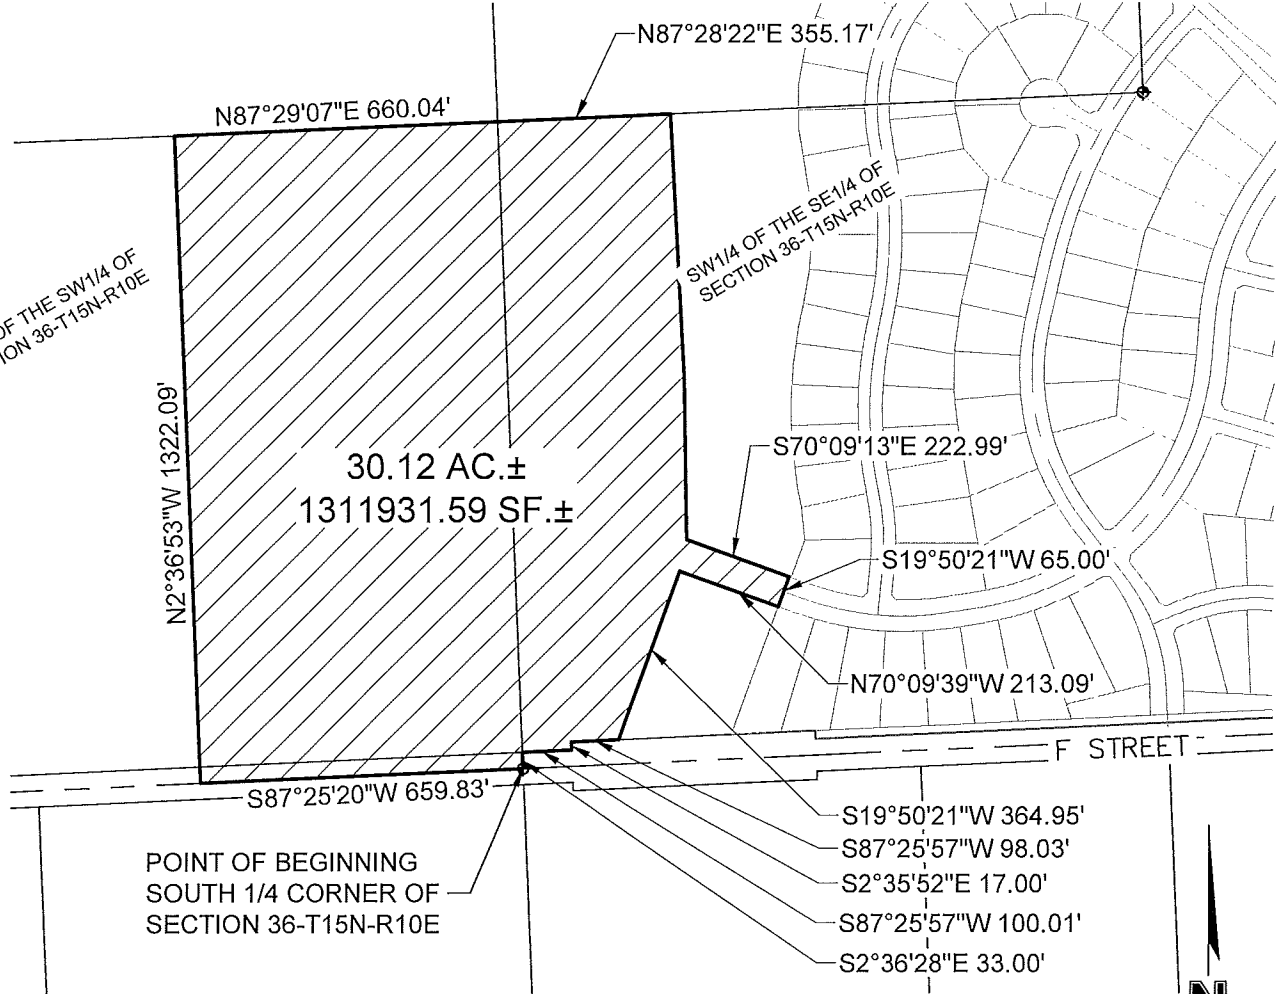 N87°28'22"E 355.17'
N87°29'07"E 660.04'
SW1/4 OF THE SE1/4 OF
SECTION 36-T15N-R10E
OF THE SW1/4 OF
ION 36-T15N-R10E
N2°36'53"W 1322.09'
30.12 AC.±
1311931.59 SF.±
S70°09'13"E 222.99'
S19°50'21"W 65.00'
N70°09'39"W 213.09'
F STREET
S87°25'20"W 659.83'
S19°50'21"W 364.95'
S87°25'57"W 98.03'
S2°35'52"E 17.00'
S87°25'57"W 100.01'
S2°36'28"E 33.00'
POINT OF BEGINNING
SOUTH 1/4 CORNER OF
SECTION 36-T15N-R10E
N